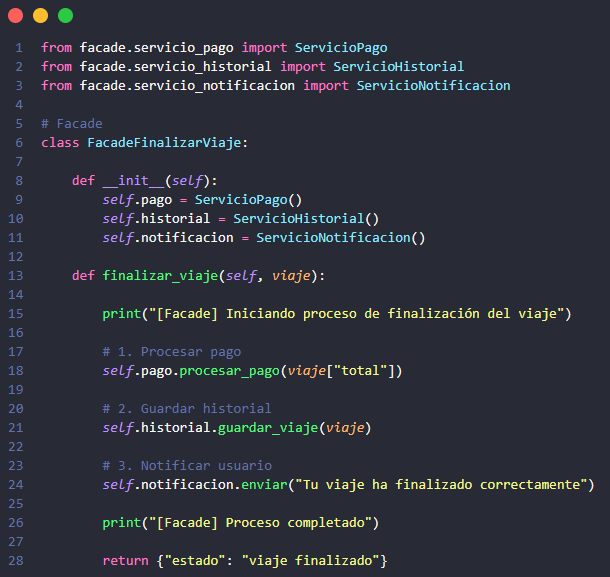 1 from facade.servicio_pago import ServicioPago
2 from facade.servicio_historial import ServicioHistorial
3 from facade.servicio_notificacion import ServicioNotificacion
4
5 # Facade
6 class FacadeFinalizarViaje:
7
8     def __init__(self):
9         self.pago = ServicioPago()
10         self.historial = ServicioHistorial()
11         self.notificacion = ServicioNotificacion()
12
13     def finalizar_viaje(self, viaje):
14
15         print("[Facade] Iniciando proceso de finalización del viaje")
16
17         # 1. Procesar pago
18         self.pago.procesar_pago(viaje["total"])
19
20         # 2. Guardar historial
21         self.historial.guardar_viaje(viaje)
22
23         # 3. Notificar usuario
24         self.notificacion.enviar("Tu viaje ha finalizado correctamente")
25
26         print("[Facade] Proceso completado")
27
28         return {"estado": "viaje finalizado"}